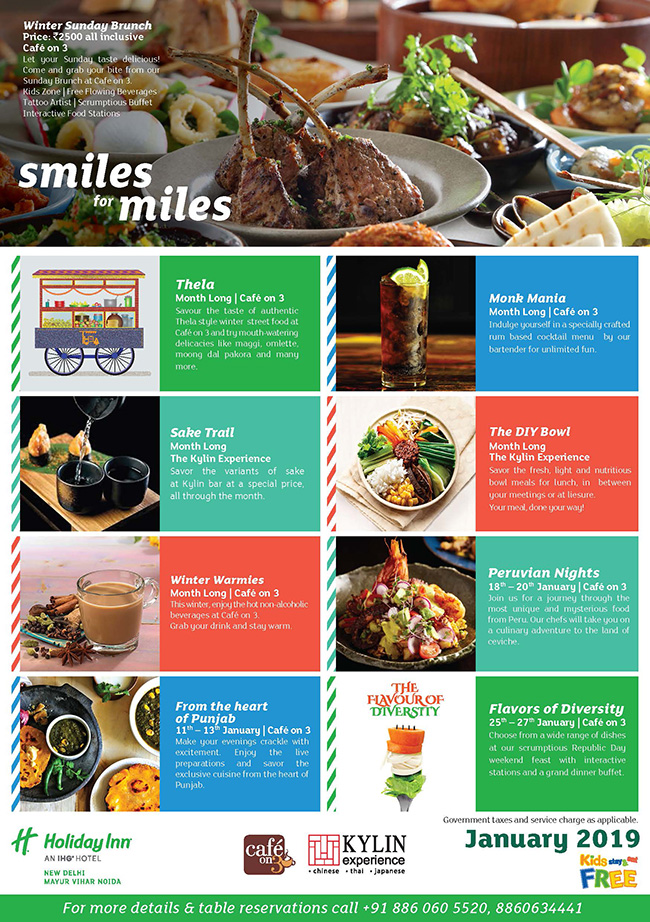 Winter Sunday Brunch
Price: ₹2500 all inclusive
Café on 3
Let your Sunday taste delicious!
Come and grab your bite from our
Sunday Brunch at Cafe on 3.
Kids Zone | Free Flowing Beverages
Tattoo Artist | Scrumptious Buffet
Interactive Food Stations
smiles
for miles
Thela
Month Long | Café on 3
Savour the taste of authentic
Thela style winter street food at
Café on 3 and try mouth-watering
delicacies like maggi, omlette,
moong dal pakora and many
more.
Monk Mania
Month Long | Café on 3
Indulge yourself in a specially crafted
rum based cocktail menu by our
bartender for unlimited fun.
Sake Trail
Month Long
The Kylin Experience
Savor the variants of sake
at Kylin bar at a special price,
all through the month.
The DIY Bowl
Month Long
The Kylin Experience
Savor the fresh, light and nutritious
bowl meals for lunch, in between
your meetings or at liesure.
Your meal, done your way!
Winter Warmies
Month Long | Café on 3
This winter, enjoy the hot non-alcoholic
beverages at Café on 3.
Grab your drink and stay warm.
Peruvian Nights
18th – 20th January | Café on 3
Join us for a journey through the
most unique and mysterious food
from Peru. Our chefs will take you on
a culinary adventure to the land of
ceviche.
From the heart
of Punjab
11th – 13th January | Café on 3
Make your evenings crackle with
excitement. Enjoy the live
preparations and savor the
exclusive cuisine from the heart of
Punjab.
THE
FLAVOUR OF
DIVERSITY
Flavors of Diversity
25th – 27th January | Café on 3
Choose from a wide range of dishes
at our scrumptious Republic Day
weekend feast with interactive
stations and a grand dinner buffet.
Government taxes and service charge as applicable.
January 2019
H Holiday Inn
AN IHG® HOTEL
NEW DELHI
MAYUR VIHAR NOIDA
café
on 3
KYLIN
experience
• chinese • thai • japanese
Kids stay & eat
FREE
For more details & table reservations call +91 886 060 5520, 8860634441